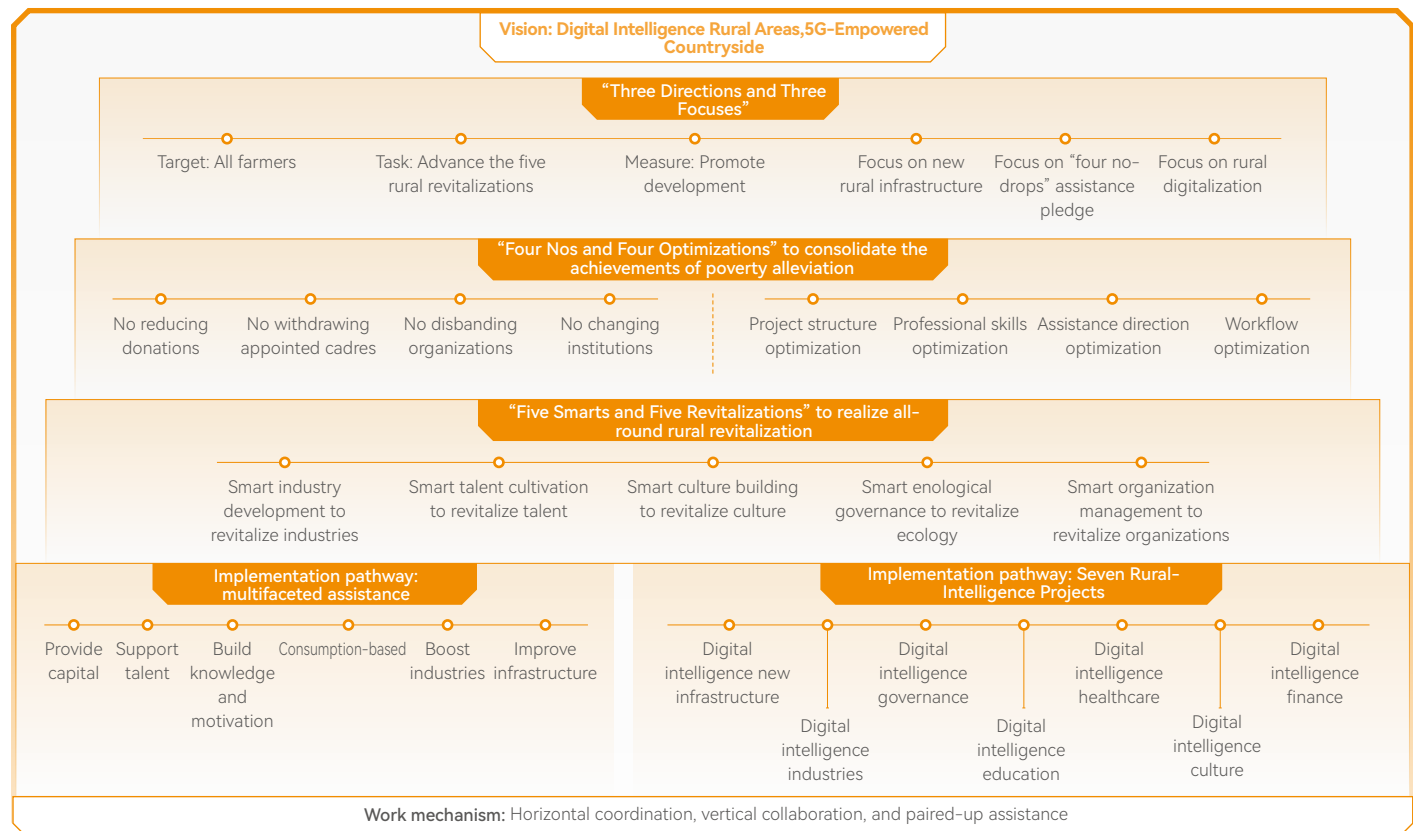 Vision: Digital Intelligence Rural Areas,5G-Empowered
Countryside
“Three Directions and Three
Focuses”
Target: All farmers
Task: Advance the five
rural revitalizations
Measure: Promote
development
Focus on new
rural infrastructure
Focus on “four no-
drops” assistance
pledge
Focus on rural
digitalization
“Four Nos and Four Optimizations” to consolidate the
achievements of poverty alleviation
No reducing
donations
No withdrawing
appointed cadres
No disbanding
organizations
No changing
institutions
Project structure
optimization
Professional skills
optimization
Assistance direction
optimization
Workflow
optimization
“Five Smarts and Five Revitalizations” to realize all-
round rural revitalization
Smart industry
development to
revitalize industries
Smart talent cultivation
to revitalize talent
Smart culture building
to revitalize culture
Smart enological
governance to revitalize
ecology
Smart organization
management to
revitalize organizations
Implementation pathway:
multifaceted assistance
Provide
capital
Support
talent
Build
knowledge
and
motivation
Consumption-based
Boost
industries
Improve
infrastructure
Implementation pathway: Seven Rural-
Intelligence Projects
Digital
intelligence new
infrastructure
Digital
intelligence
industries
Digital
intelligence
governance
Digital
intelligence
education
Digital
intelligence
healthcare
Digital
intelligence
culture
Digital
intelligence
finance
Work mechanism: Horizontal coordination, vertical collaboration, and paired-up assistance